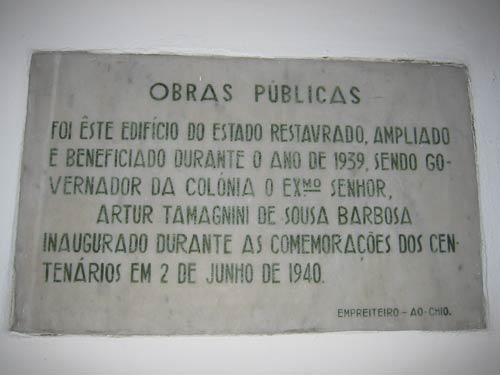 OBRAS PÚBLICAS
FOI ÊSTE EDIFÍCIO DO ESTADO RESTAVRADO, AMPLIADO
E BENEFICIADO DURANTE O ANO DE 1939, SENDO GO-
VERNADOR DA COLÓNIA O EXMO SENHOR,
ARTUR TAMAGNINI DE SOUSA BARBOSA
INAUGURADO DURANTE AS COMEMORAÇÕES DOS CEN-
TENÁRIOS EM 2 DE JUNHO DE 1940.
EMPREITEIRO - AO-CHIO.